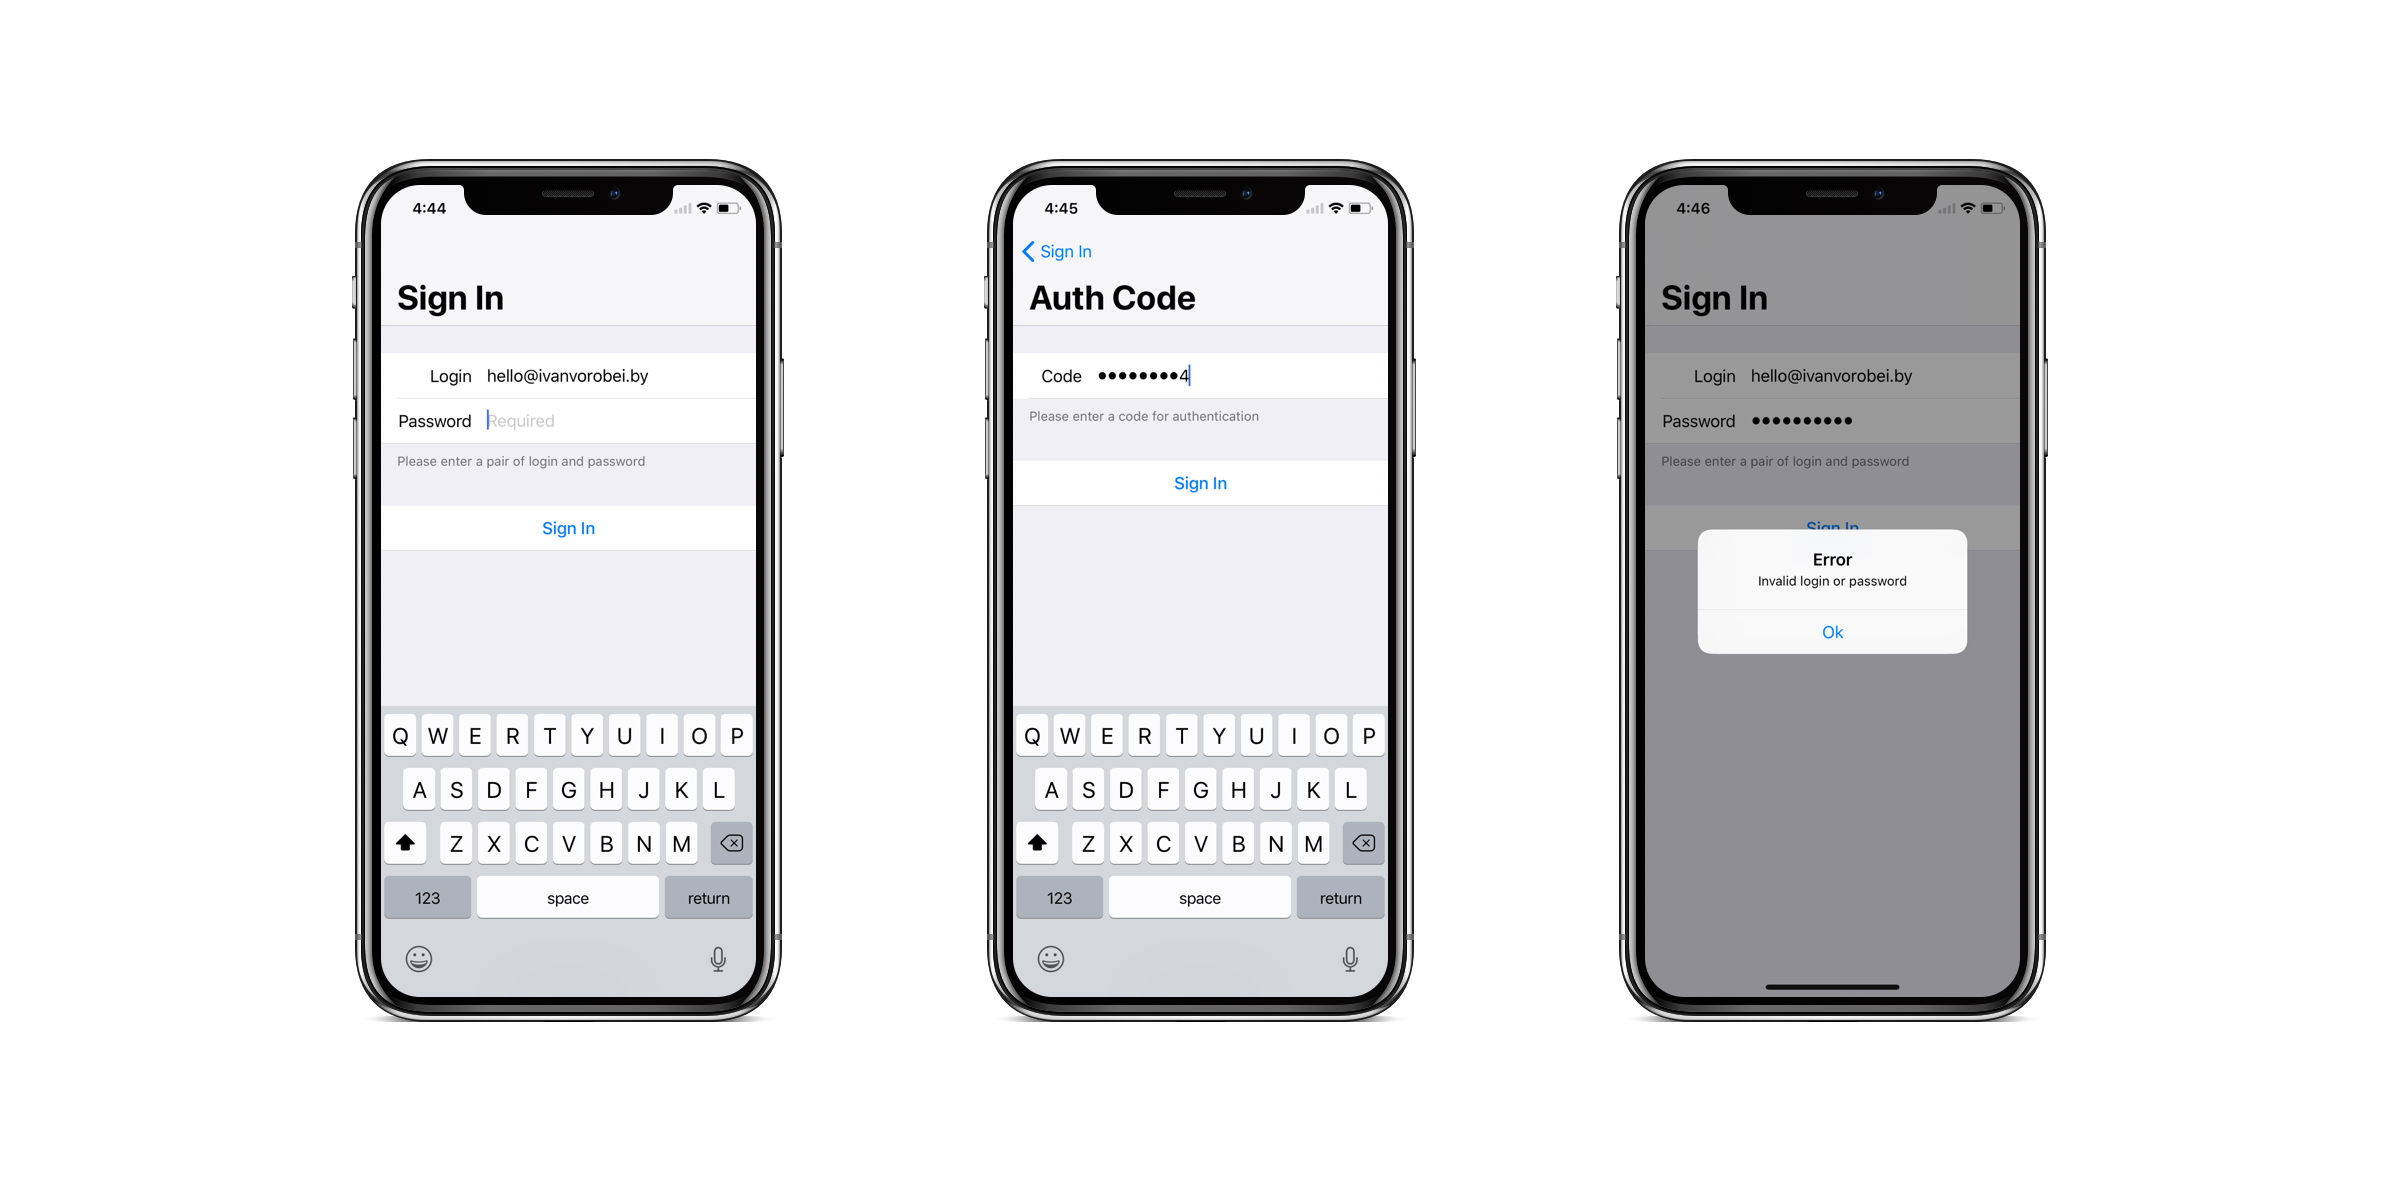 4:44
Sign In
Login hello@ivanvorobei.by
Password Required
Please enter a pair of login and password
Sign In
Q W E R T Y U I O P
A S D F G H J K L
Z X C V B N M
123 space return
4:45
Sign In
Auth Code
Code ●●●●●●●●4
Please enter a code for authentication
Sign In
Q W E R T Y U I O P
A S D F G H J K L
Z X C V B N M
123 space return
4:46
Sign In
Login hello@ivanvorobei.by
Password ●●●●●●●●●●
Please enter a pair of login and password
Sign In
Error
Invalid login or password
Ok